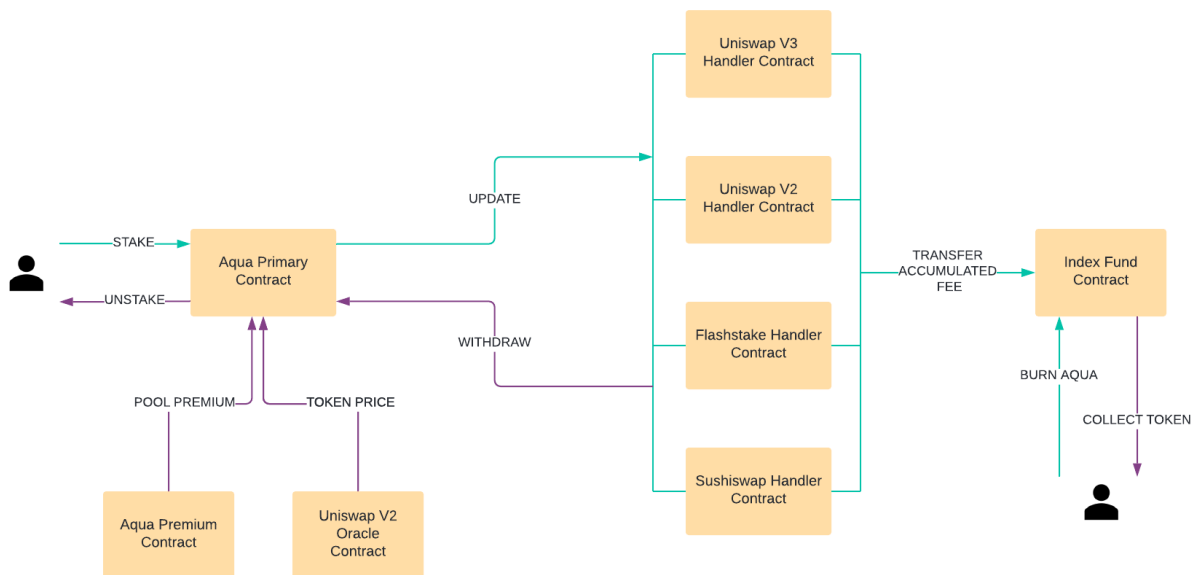 Uniswap V3
Handler Contract
Uniswap V2
Handler Contract
UPDATE
STAKE
Aqua Primary
Contract
UNSTAKE
TRANSFER
ACCUMULATED
FEE
Index Fund
Contract
WITHDRAW
Flashstake Handler
Contract
BURN AQUA
POOL PREMIUM
TOKEN PRICE
COLLECT TOKEN
Sushiswap Handler
Contract
Aqua Premium
Contract
Uniswap V2
Oracle
Contract